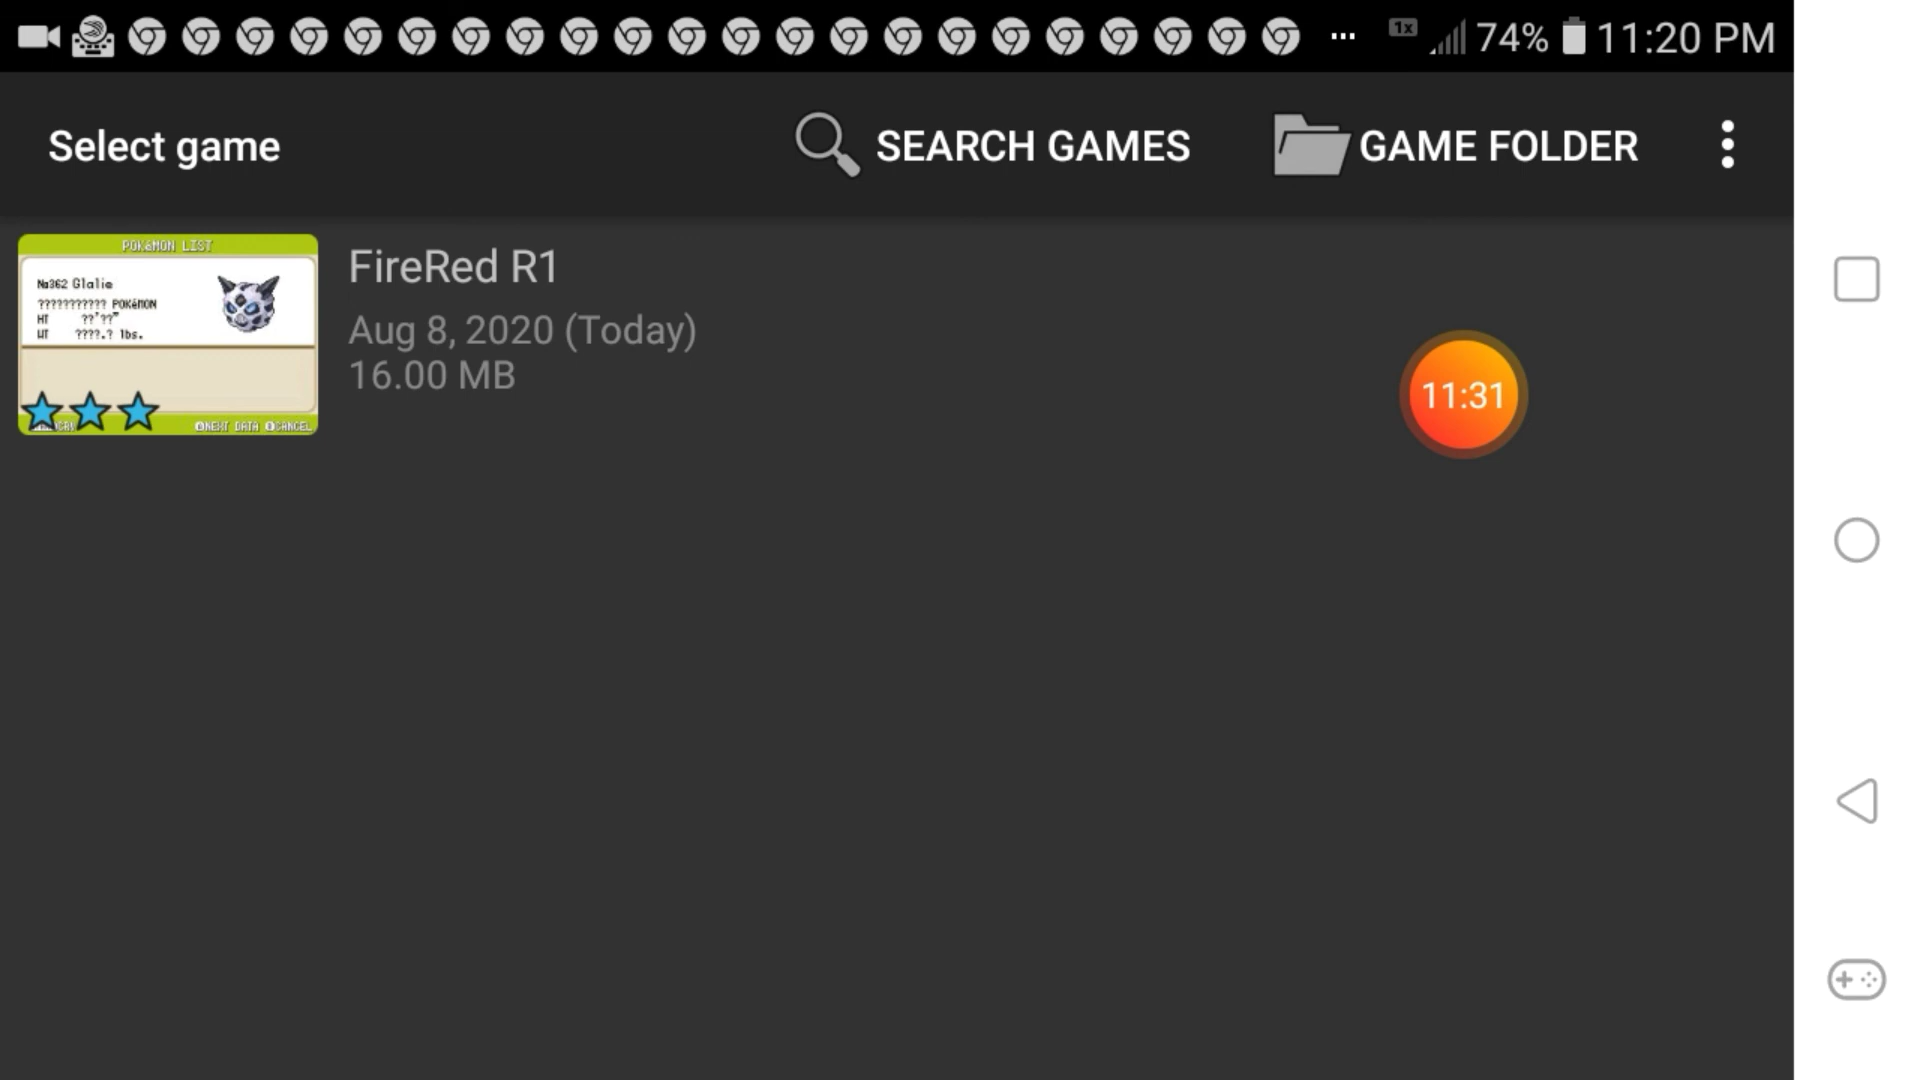 1x 74% 11:20 PM
Select game
SEARCH GAMES
GAME FOLDER
POKéMON LIST
№362 Glalie
??????????? POKéMON
HT ??'??"
WT ????.? lbs.
NEXT DATA CANCEL
FireRed R1
Aug 8, 2020 (Today)
16.00 MB
11:31